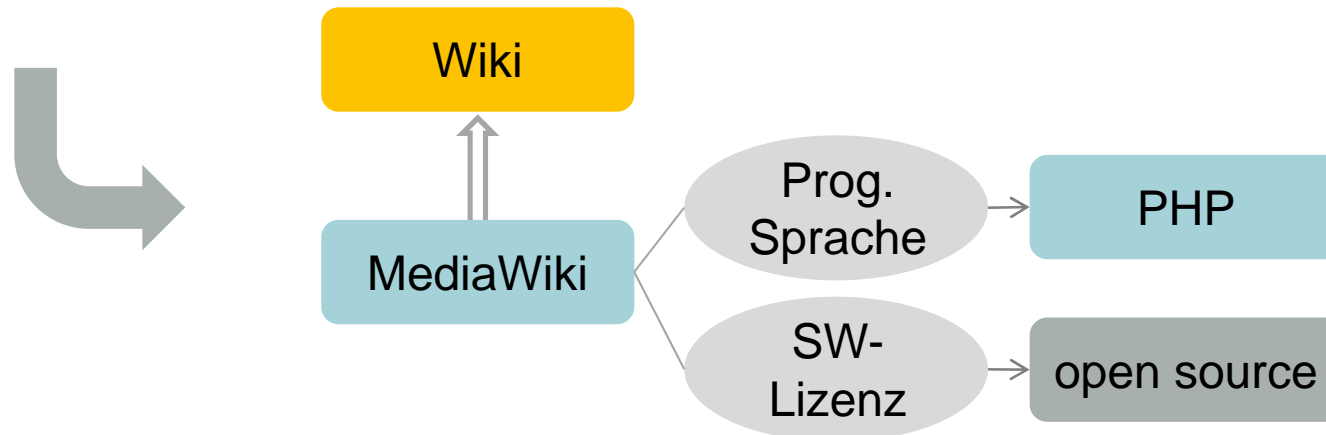 Wiki
MediaWiki
Prog.
Sprache
PHP
SW-
Lizenz
open source